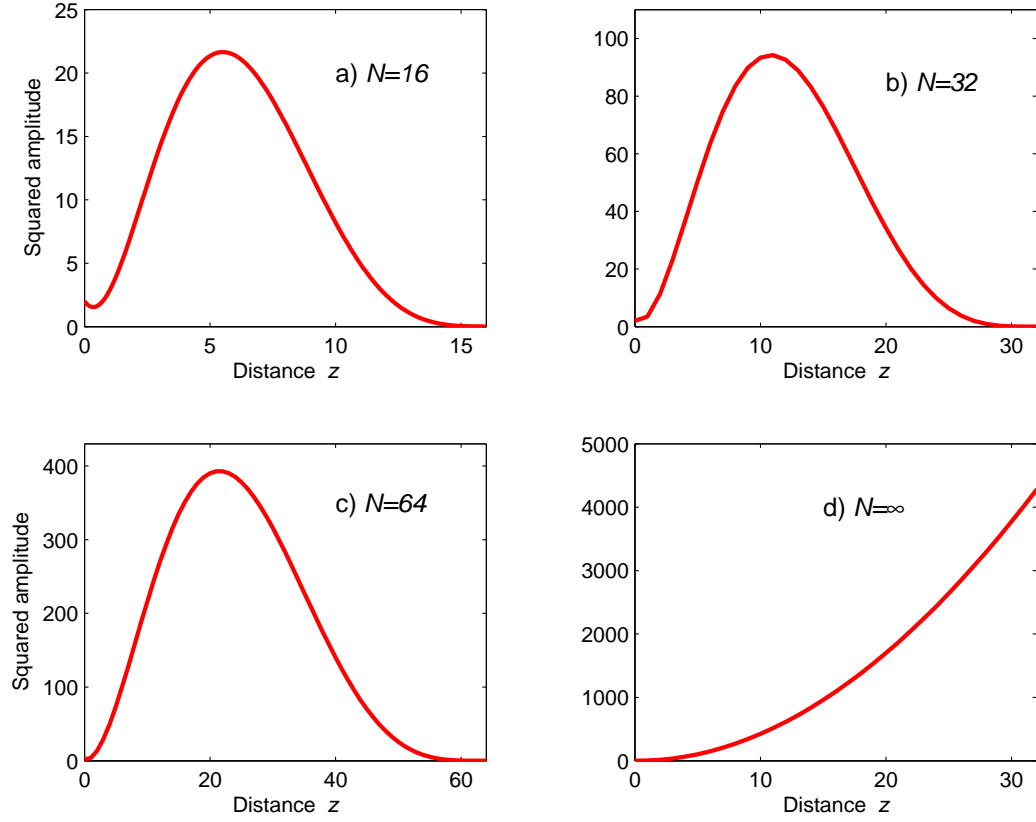 25
20
15
10
5
0
0 5 10 15
Squared amplitude
Distance z
a) N=16
100
80
60
40
20
0
0 10 20 30
Distance z
b) N=32
400
300
200
100
0
0 20 40 60
Squared amplitude
Distance z
c) N=64
5000
4000
3000
2000
1000
0
0 10 20 30
Distance z
d) N=∞